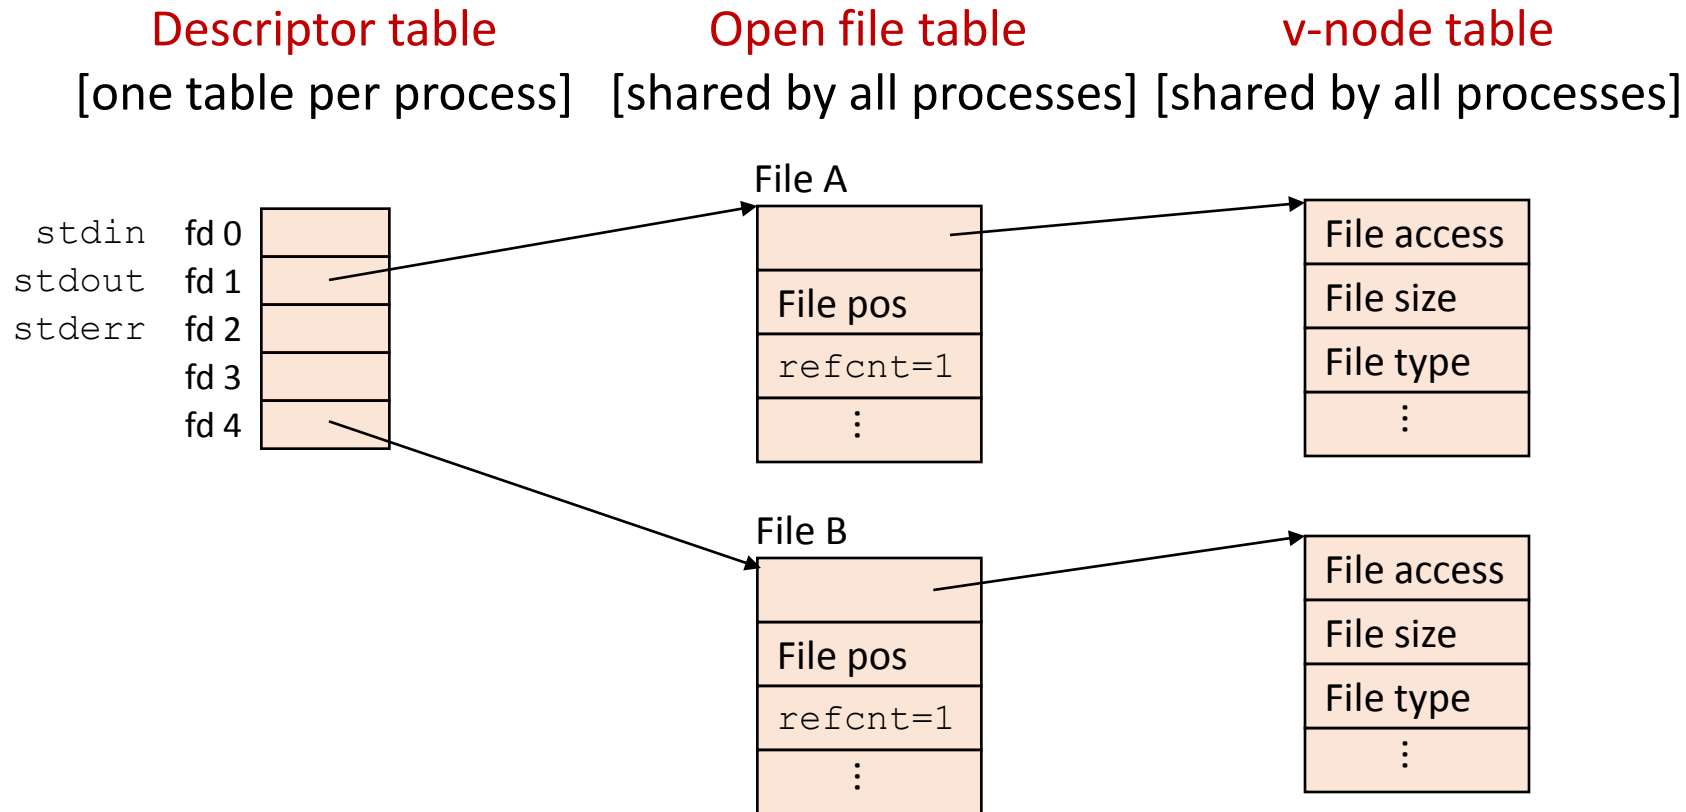 Descriptor table
[one table per process]
Open file table
[shared by all processes]
v-node table
[shared by all processes]
stdin fd 0
stdout fd 1
stderr fd 2
fd 3
fd 4
File A
File pos
refcnt=1
⋮
File access
File size
File type
⋮
File B
File pos
refcnt=1
⋮
File access
File size
File type
⋮